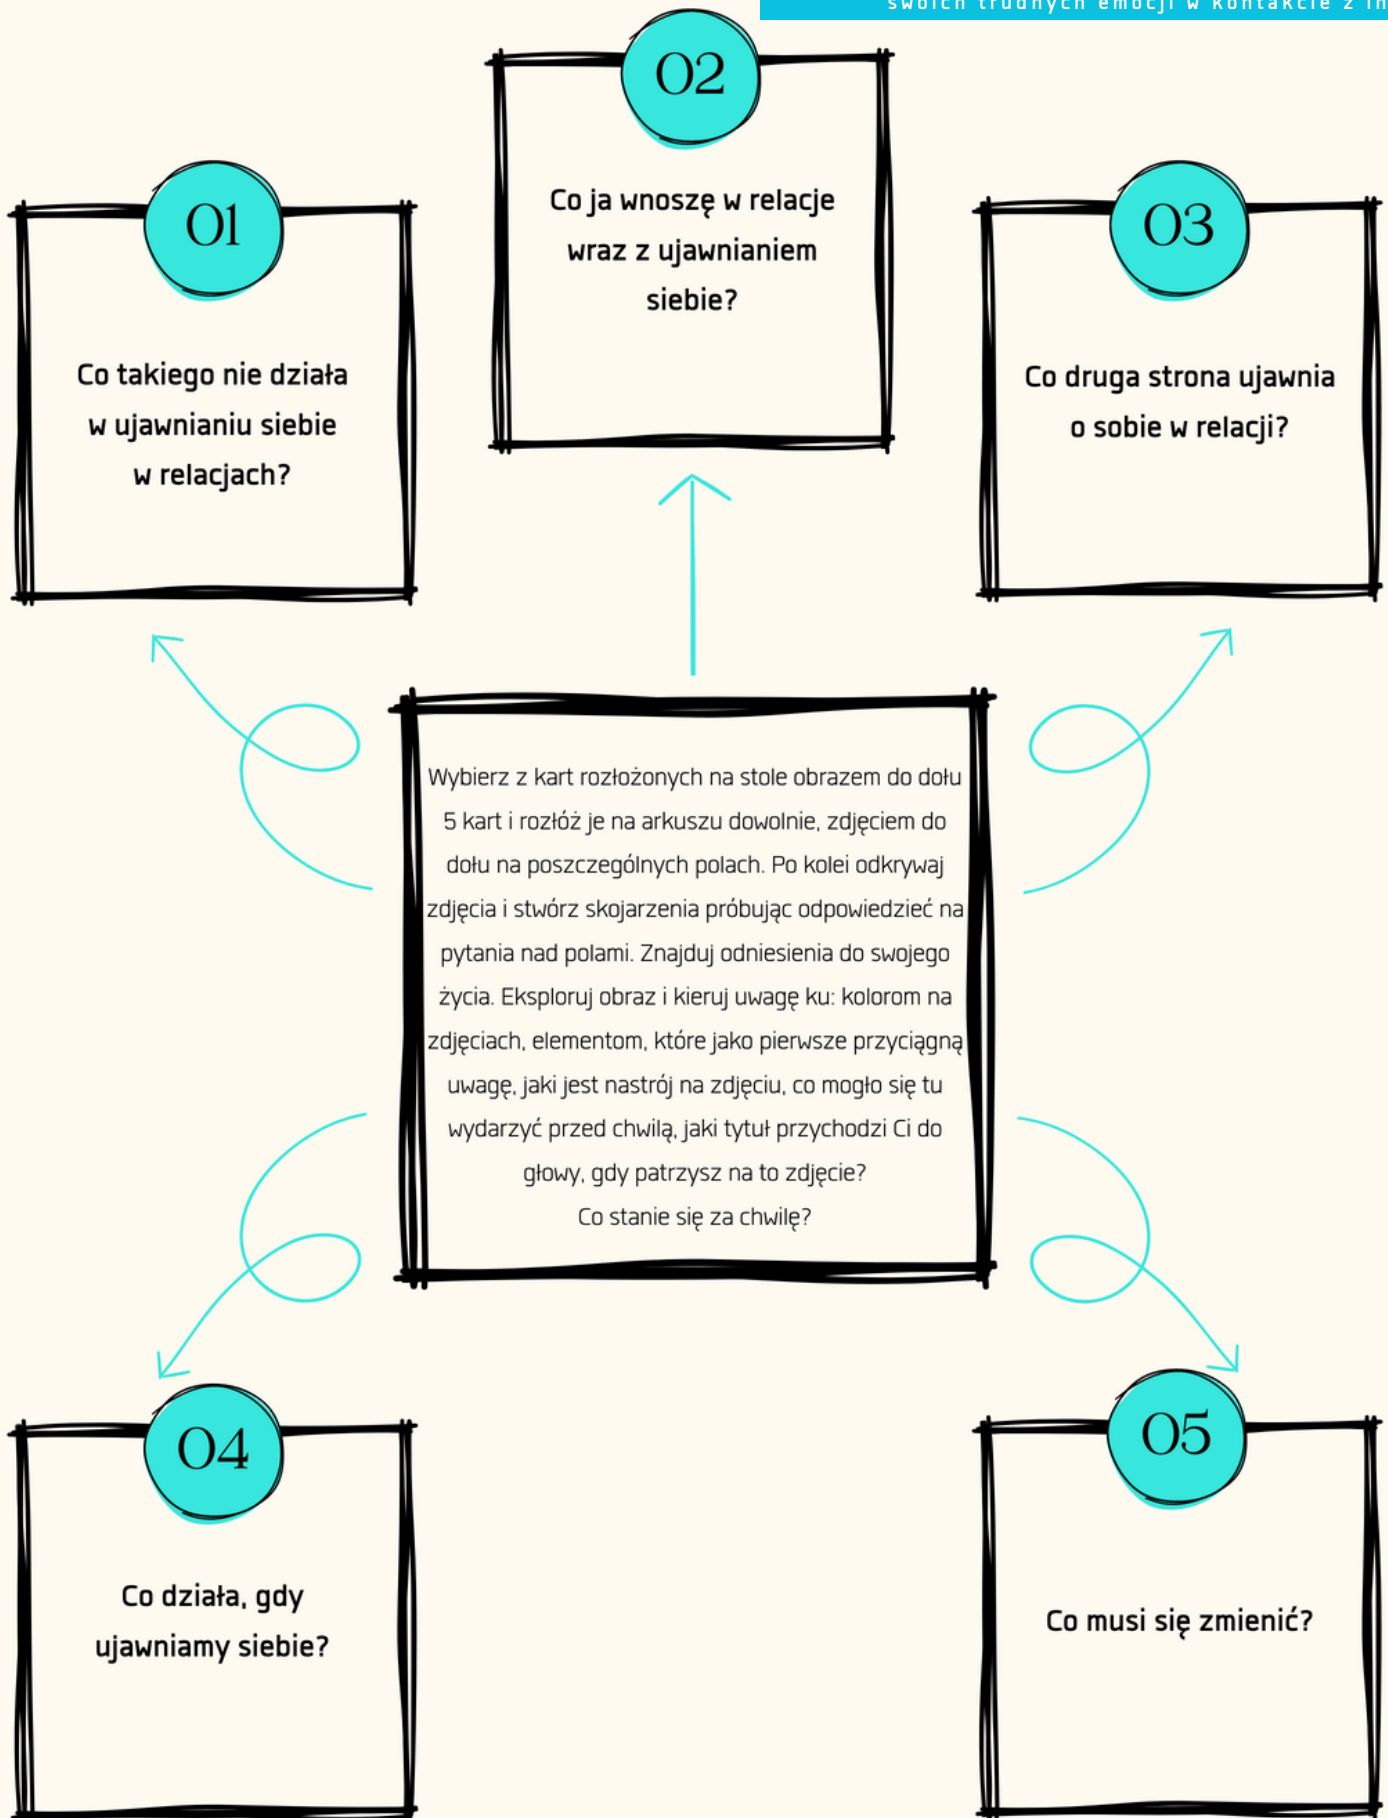 swoich trudnych emocji w kontakcie z in
02
Co ja wnoszę w relacje
wraz z ujawnianiem
siebie?
01
Co takiego nie działa
w ujawnianiu siebie
w relacjach?
03
Co druga strona ujawnia
o sobie w relacji?
Wybierz z kart rozłożonych na stole obrazem do dołu
5 kart i rozłóż je na arkuszu dowolnie, zdjęciem do
dołu na poszczególnych polach. Po kolei odkrywaj
zdjęcia i stwórz skojarzenia próbując odpowiedzieć na
pytania nad polami. Znajduj odniesienia do swojego
życia. Eksploruj obraz i kieruj uwagę ku: kolorom na
zdjęciach, elementom, które jako pierwsze przyciągną
uwagę, jaki jest nastrój na zdjęciu, co mogło się tu
wydarzyć przed chwilą, jaki tytuł przychodzi Ci do
głowy, gdy patrzysz na to zdjęcie?
Co stanie się za chwilę?
04
Co działa, gdy
ujawniamy siebie?
05
Co musi się zmienić?